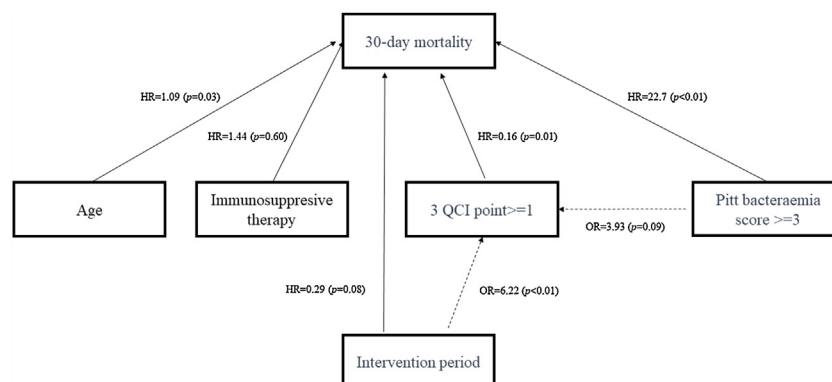 30-day mortality
HR=1.09 (p=0.03)
HR=22.7 (p<0.01)
HR=1.44 (p=0.60)
HR=0.16 (p=0.01)
Age
Immunosuppresive
therapy
3 QCI point>=1
Pitt bacteraemia
score >=3
OR=3.93 (p=0.09)
HR=0.29 (p=0.08)
OR=6.22 (p<0.01)
Intervention period